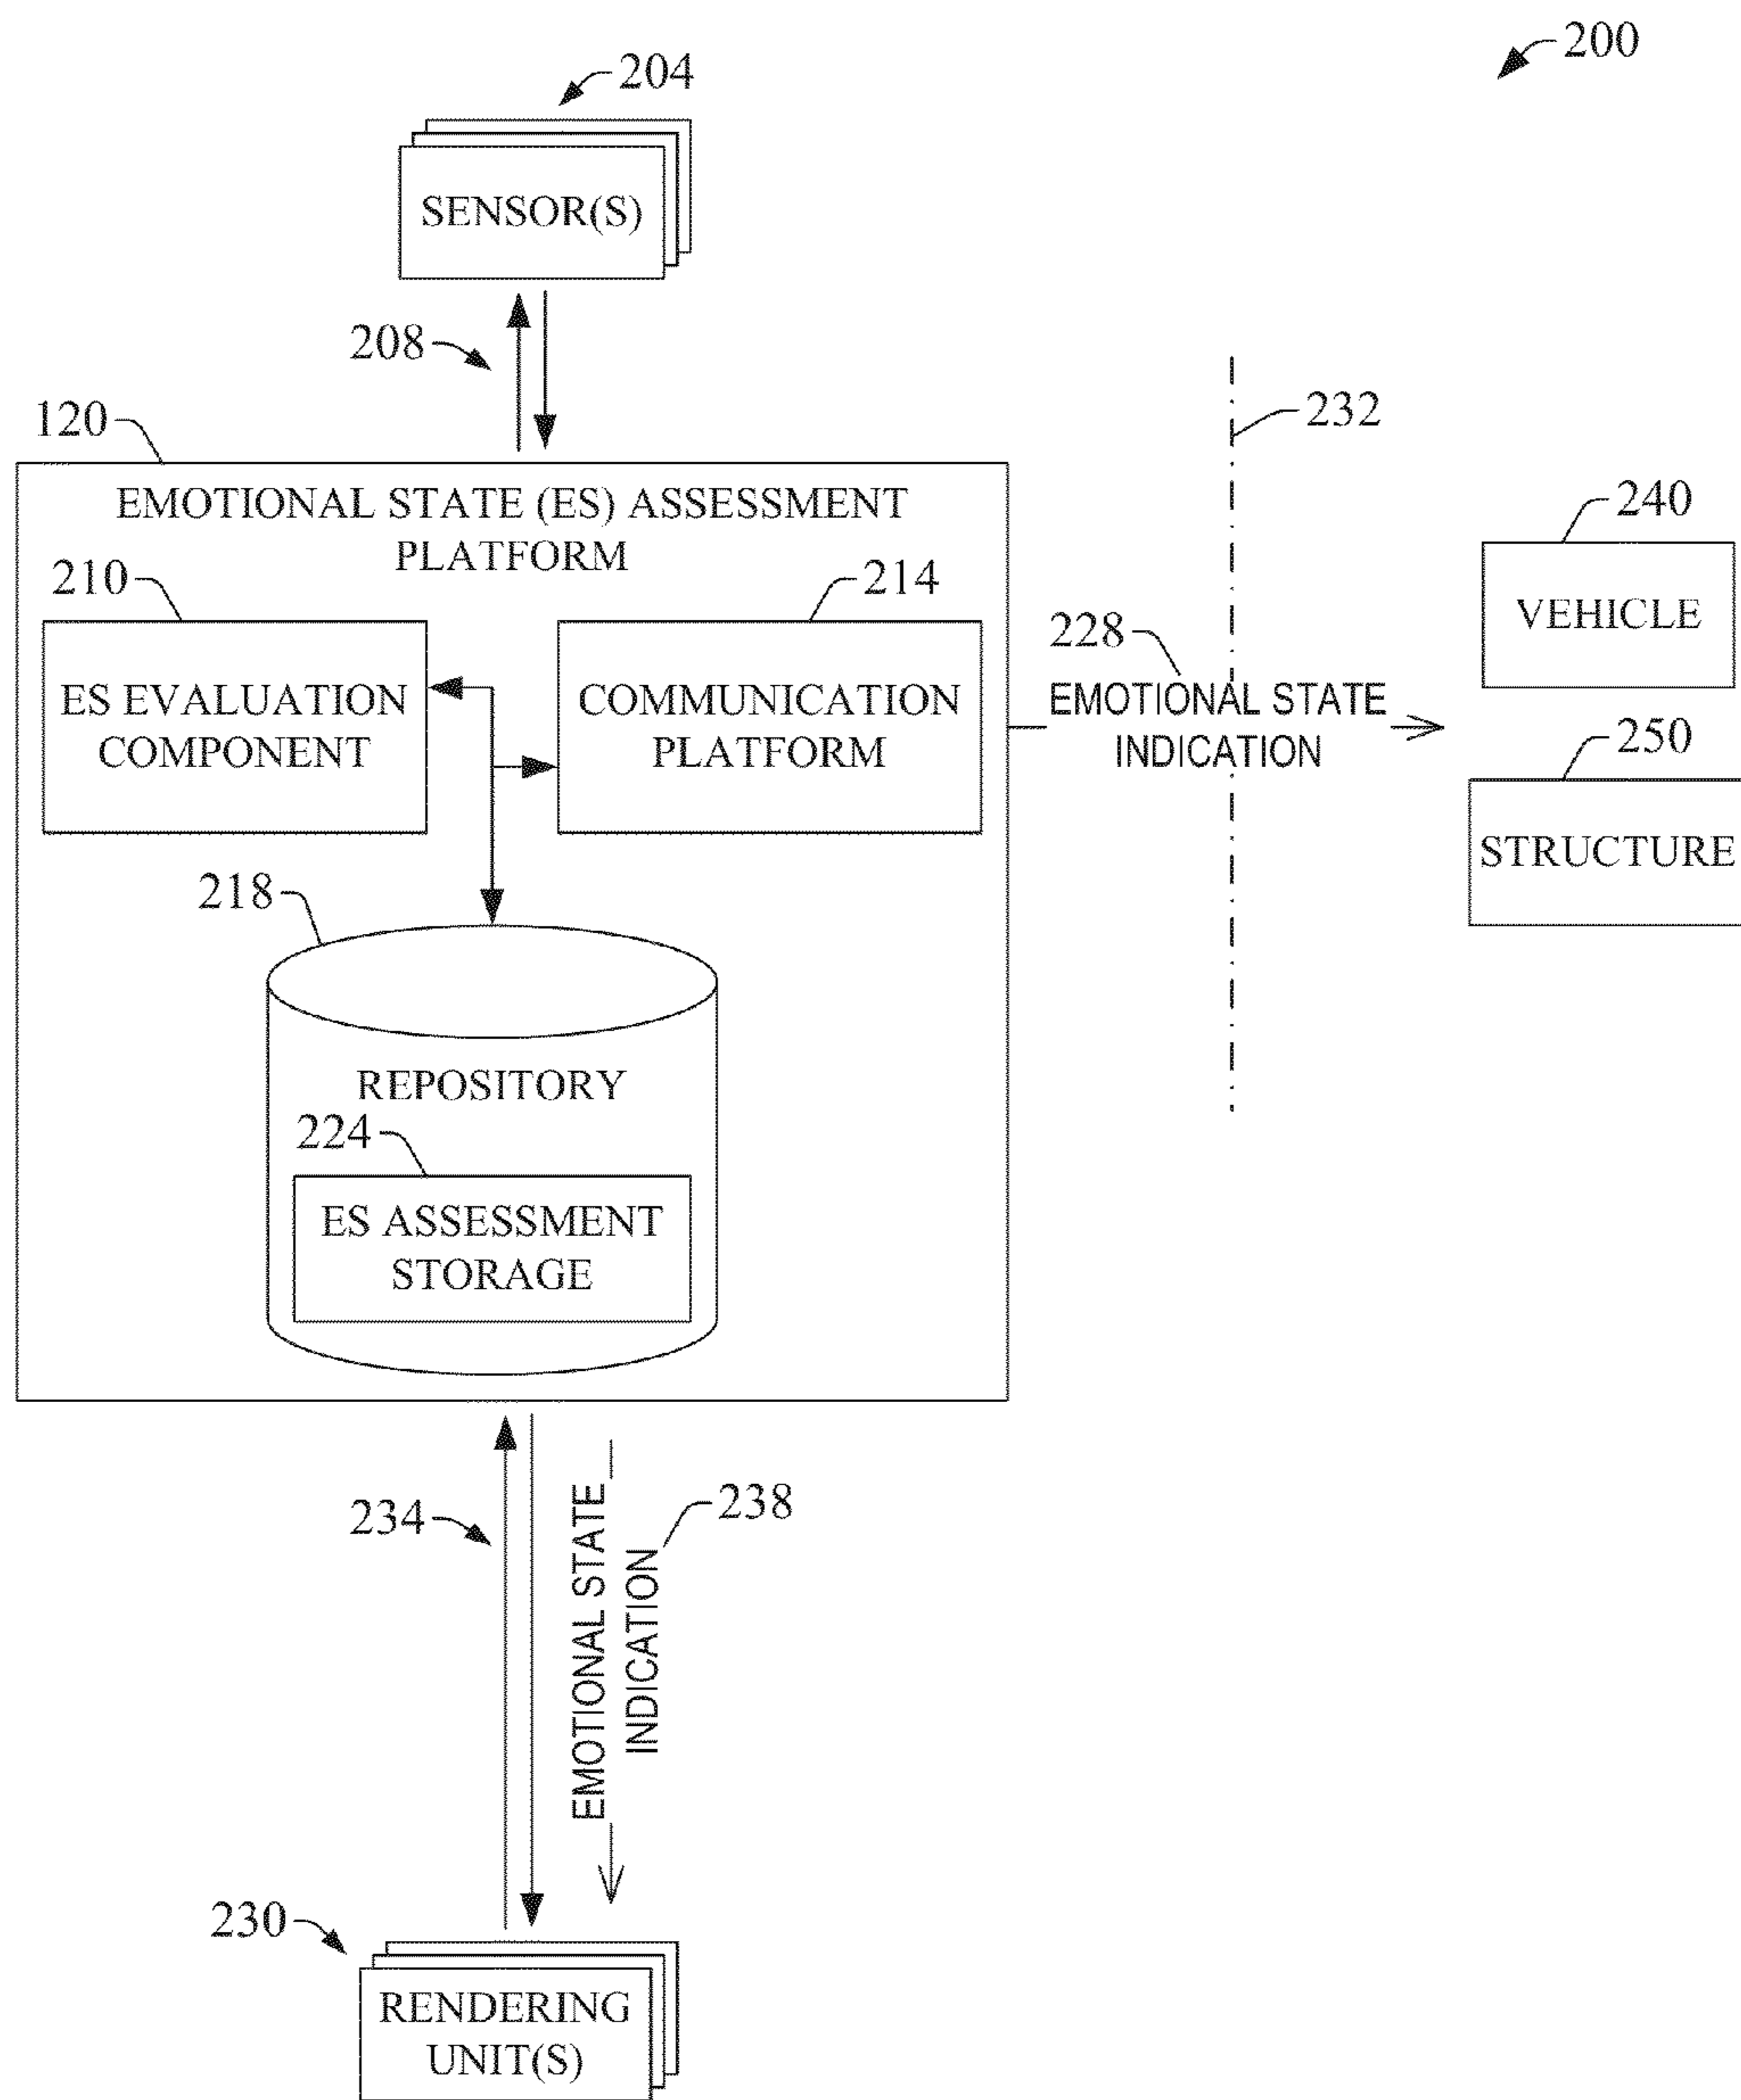 200
204
SENSOR(S)
208
120
232
EMOTIONAL STATE (ES) ASSESSMENT
PLATFORM
240
VEHICLE
210
214
228
ES EVALUATION
COMPONENT
COMMUNICATION
PLATFORM
EMOTIONAL STATE
INDICATION
250
STRUCTURE
218
REPOSITORY
224
ES ASSESSMENT
STORAGE
234
EMOTIONAL STATE
INDICATION
238
230
RENDERING
UNIT(S)